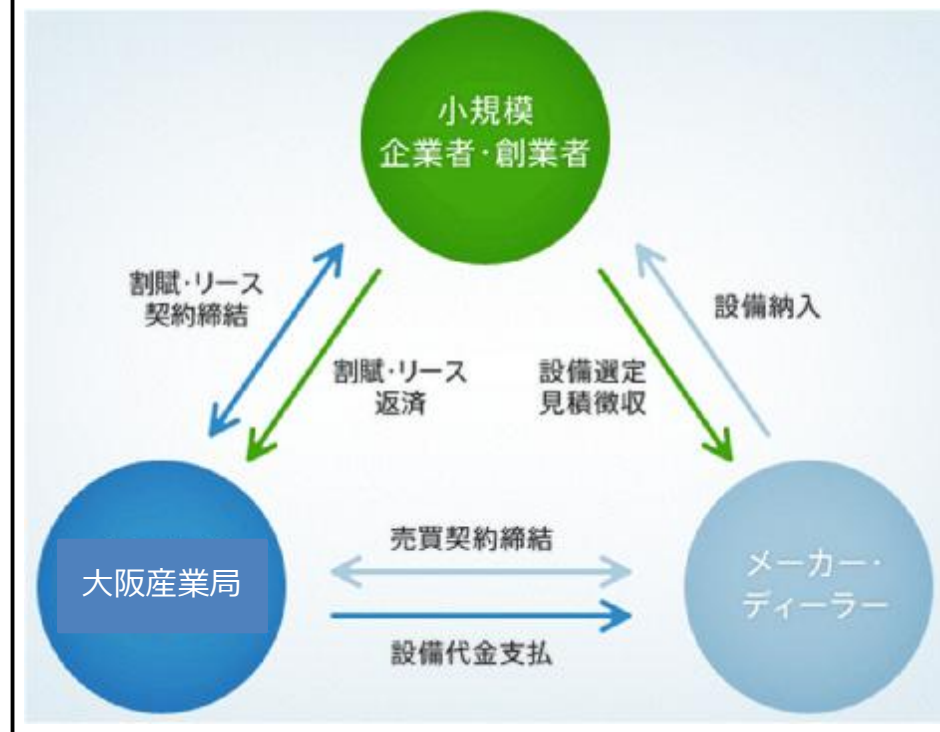 小規模
企業者･創業者
割賦･リース
契約締結
設備納入
割賦･リース
返済
設備選定
見積徴収
売買契約締結
大阪産業局
メーカー･
ディーラー
設備代金支払